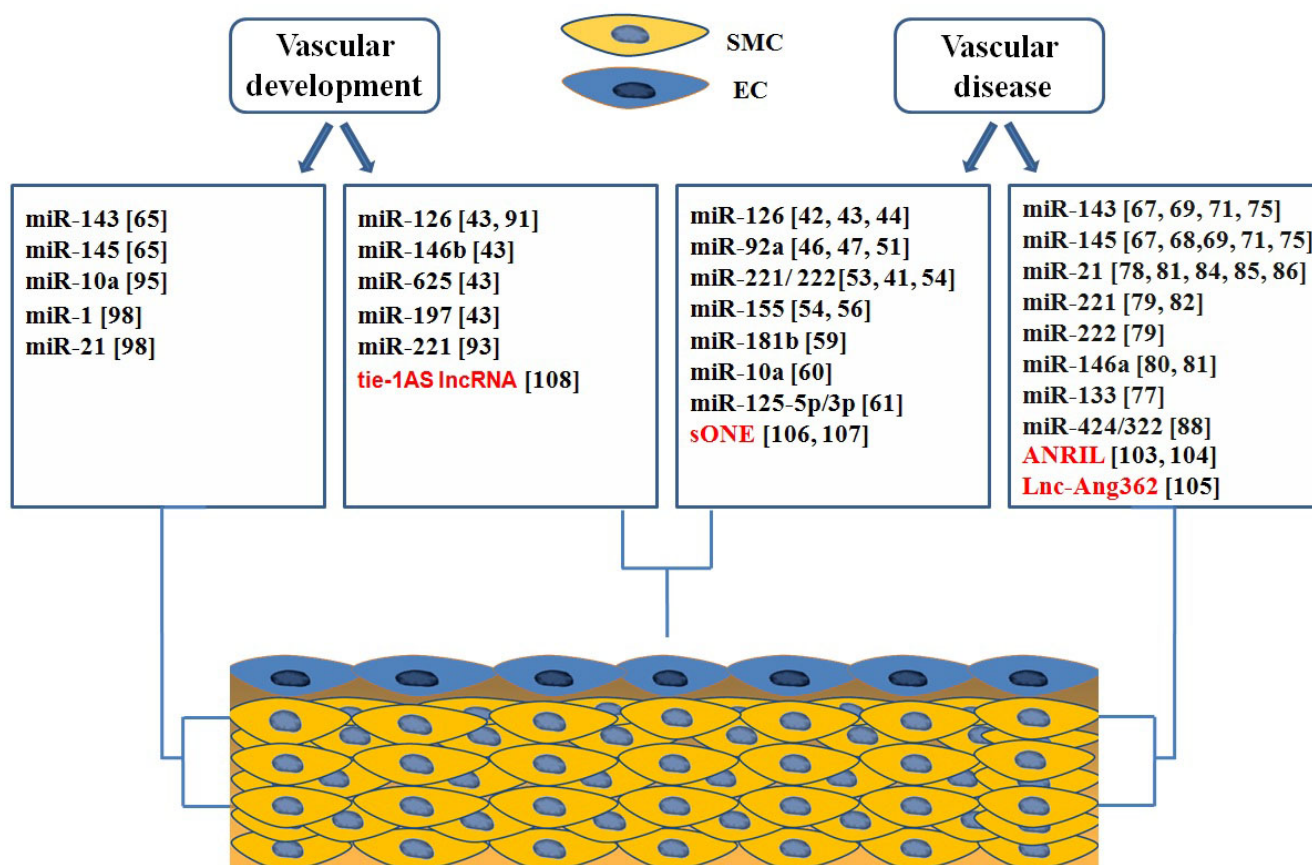 Vascular
development
SMC
EC
Vascular
disease
miR-143 [65]
miR-145 [65]
miR-10a [95]
miR-1 [98]
miR-21 [98]
miR-126 [43, 91]
miR-146b [43]
miR-625 [43]
miR-197 [43]
miR-221 [93]
tie-1AS lncRNA [108]
miR-126 [42, 43, 44]
miR-92a [46, 47, 51]
miR-221/ 222 [53, 41, 54]
miR-155 [54, 56]
miR-181b [59]
miR-10a [60]
miR-125-5p/3p [61]
sONE [106, 107]
miR-143 [67, 69, 71, 75]
miR-145 [67, 68,69, 71, 75]
miR-21 [78, 81, 84, 85, 86]
miR-221 [79, 82]
miR-222 [79]
miR-146a [80, 81]
miR-133 [77]
miR-424/322 [88]
ANRIL [103, 104]
Lnc-Ang362 [105]